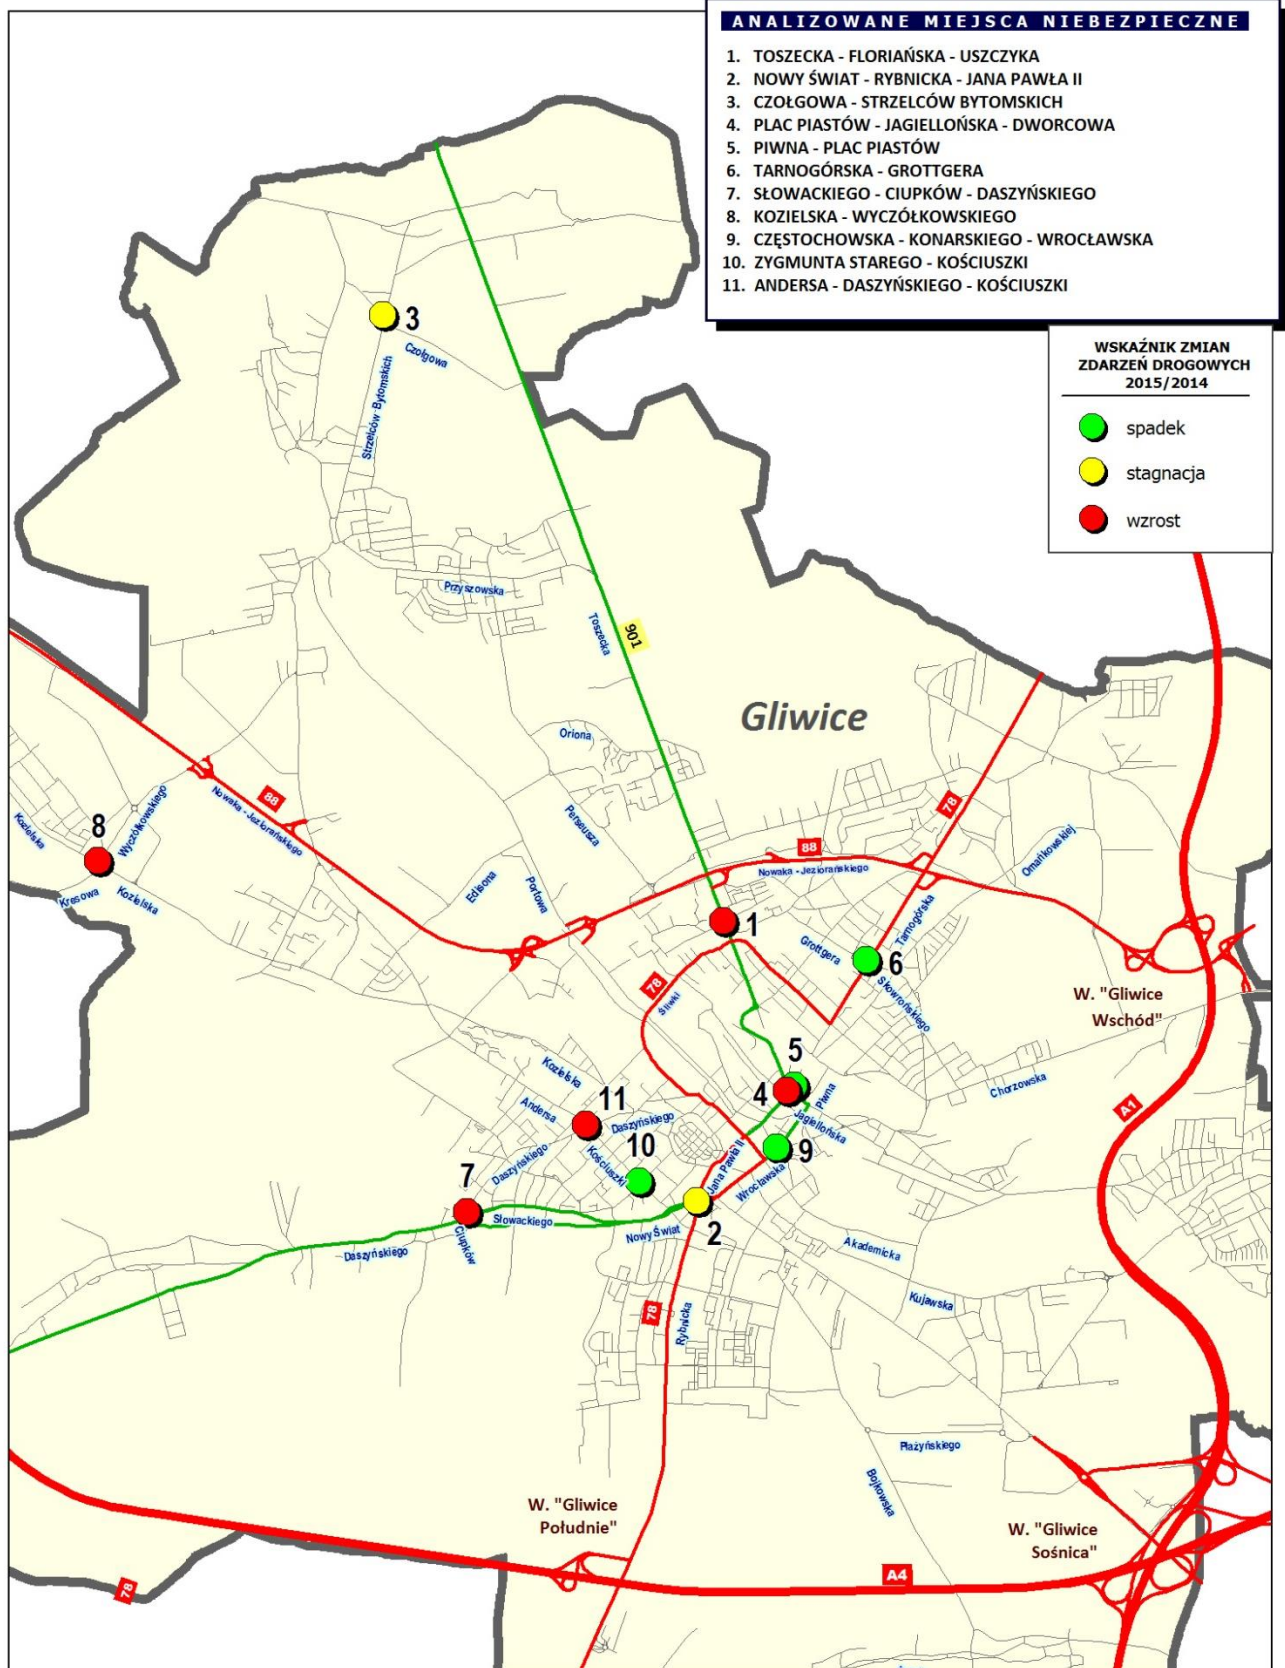 ANALIZOWANE MIEJSCA NIEBEZPIECZNE
1. TOSZECKA - FLORIAŃSKA - USZCZYKA
2. NOWY ŚWIAT - RYBNICKA - JANA PAWŁA II
3. CZOŁGOWA - STRZELCÓW BYTOMSKICH
4. PLAC PIASTÓW - JAGIELLOŃSKA - DWORCOWA
5. PIWNA - PLAC PIASTÓW
6. TARNOGÓRSKA - GROTTGERA
7. SŁOWACKIEGO - CIUPKÓW - DASZYŃSKIEGO
8. KOZIELSKA - WYCZÓŁKOWSKIEGO
9. CZĘSTOCHOWSKA - KONARSKIEGO - WROCŁAWSKA
10. ZYGMUNTA STAREGO - KOŚCIUSZKI
11. ANDERSA - DASZYŃSKIEGO - KOŚCIUSZKI
WSKAŹNIK ZMIAN
ZDARZEŃ DROGOWYCH
2015/2014
spadek
stagnacja
wzrost
3
Czołgowa
Strzelców Bytomskich
Przyszowska
Toszecka
901
Gliwice
Oriona
88
78
Nowaka - Jeziorańskiego
Wyczółkowskiego
Kozielska
8
Perseusza
88
Nowaka - Jeziorańskiego
Omańkowskiej
Kresowa
Kozielska
Edisona
Portowa
1
Tarnogórska
Grottgera
6
Skowrońskiego
78
Śliwki
W. "Gliwice
Wschód"
5
Kozielska
4
Piwna
Chorzowska
A1
Andersa
11
Daszyńskiego
Jagiellońska
10
9
Daszyńskiego
Kościuszki
Jana Pawła II
Wrocławska
7
Słowackiego
Nowy Świat
2
Ciupków
Daszyńskiego
Akademicka
Kujawska
78
Rybnicka
Płażyńskiego
Bojkowska
W. "Gliwice
Południe"
W. "Gliwice
Sośnica"
A4
78